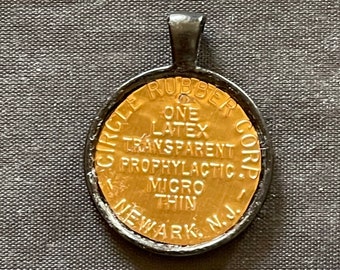 CIRCLE RUBBER CORP.
ONE
LATEX
TRANSPARENT
PROPHYLACTIC
MICRO
THIN
- NEWARK, N.J. -